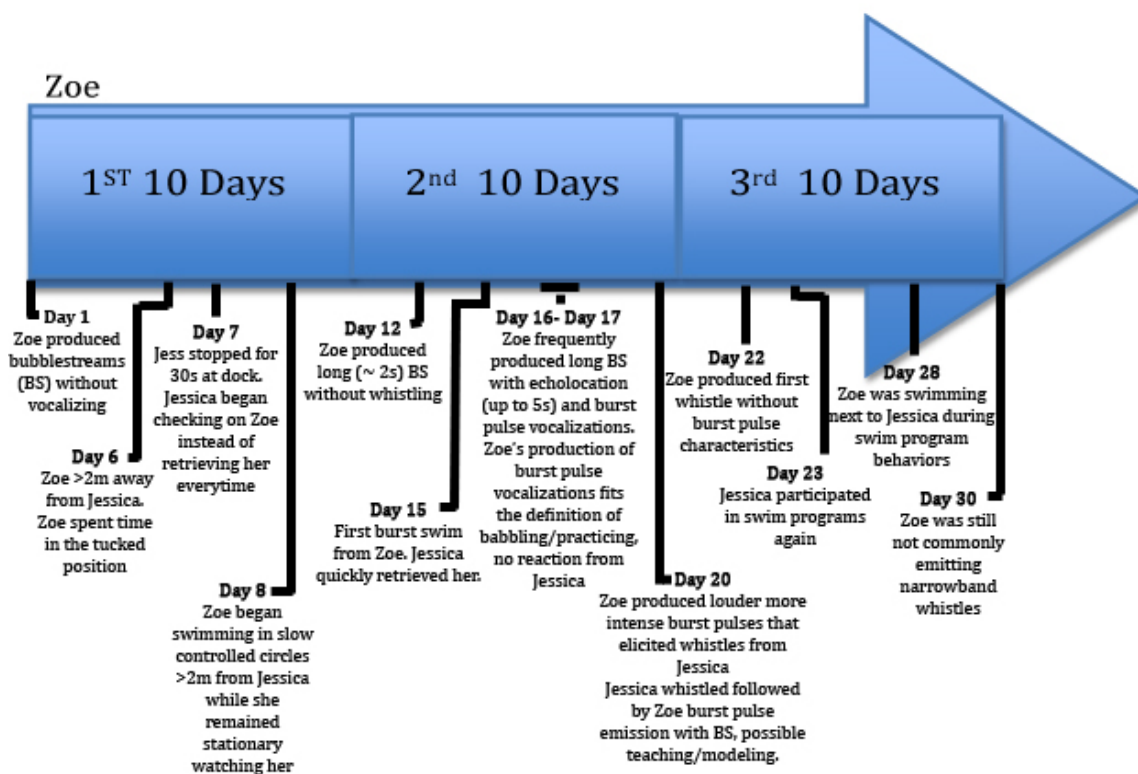 Zoe
1ST 10 Days
2nd 10 Days
3rd 10 Days
Day 1
Zoe produced
bubblestreams
(BS) without
vocalizing
Day 6
Zoe >2m away
from Jessica.
Zoe spent time
in the tucked
position
Day 7
Jess stopped for
30s at dock.
Jessica began
checking on Zoe
instead of
retrieving her
everytime
Day 8
Zoe began
swimming in slow
controlled circles
>2m from Jessica
while she
remained
stationary
watching her
Day 12
Zoe produced
long (~ 2s) BS
without whistling
Day 15
First burst swim
from Zoe. Jessica
quickly retrieved her.
Day 16- Day 17
Zoe frequently
produced long BS
with echolocation
(up to 5s) and burst
pulse vocalizations.
Zoe's production of
burst pulse
vocalizations fits
the definition of
babbling/practicing,
no reaction from
Jessica
Day 20
Zoe produced louder more
intense burst pulses that
elicited whistles from
Jessica
Jessica whistled followed
by Zoe burst pulse
emission with BS, possible
teaching/modeling.
Day 22
Zoe produced first
whistle without
burst pulse
characteristics
Day 23
Jessica participated
in swim programs
again
Day 28
Zoe was swimming
next to Jessica during
swim program
behaviors
Day 30
Zoe was still
not commonly
emitting
narrowband
whistles